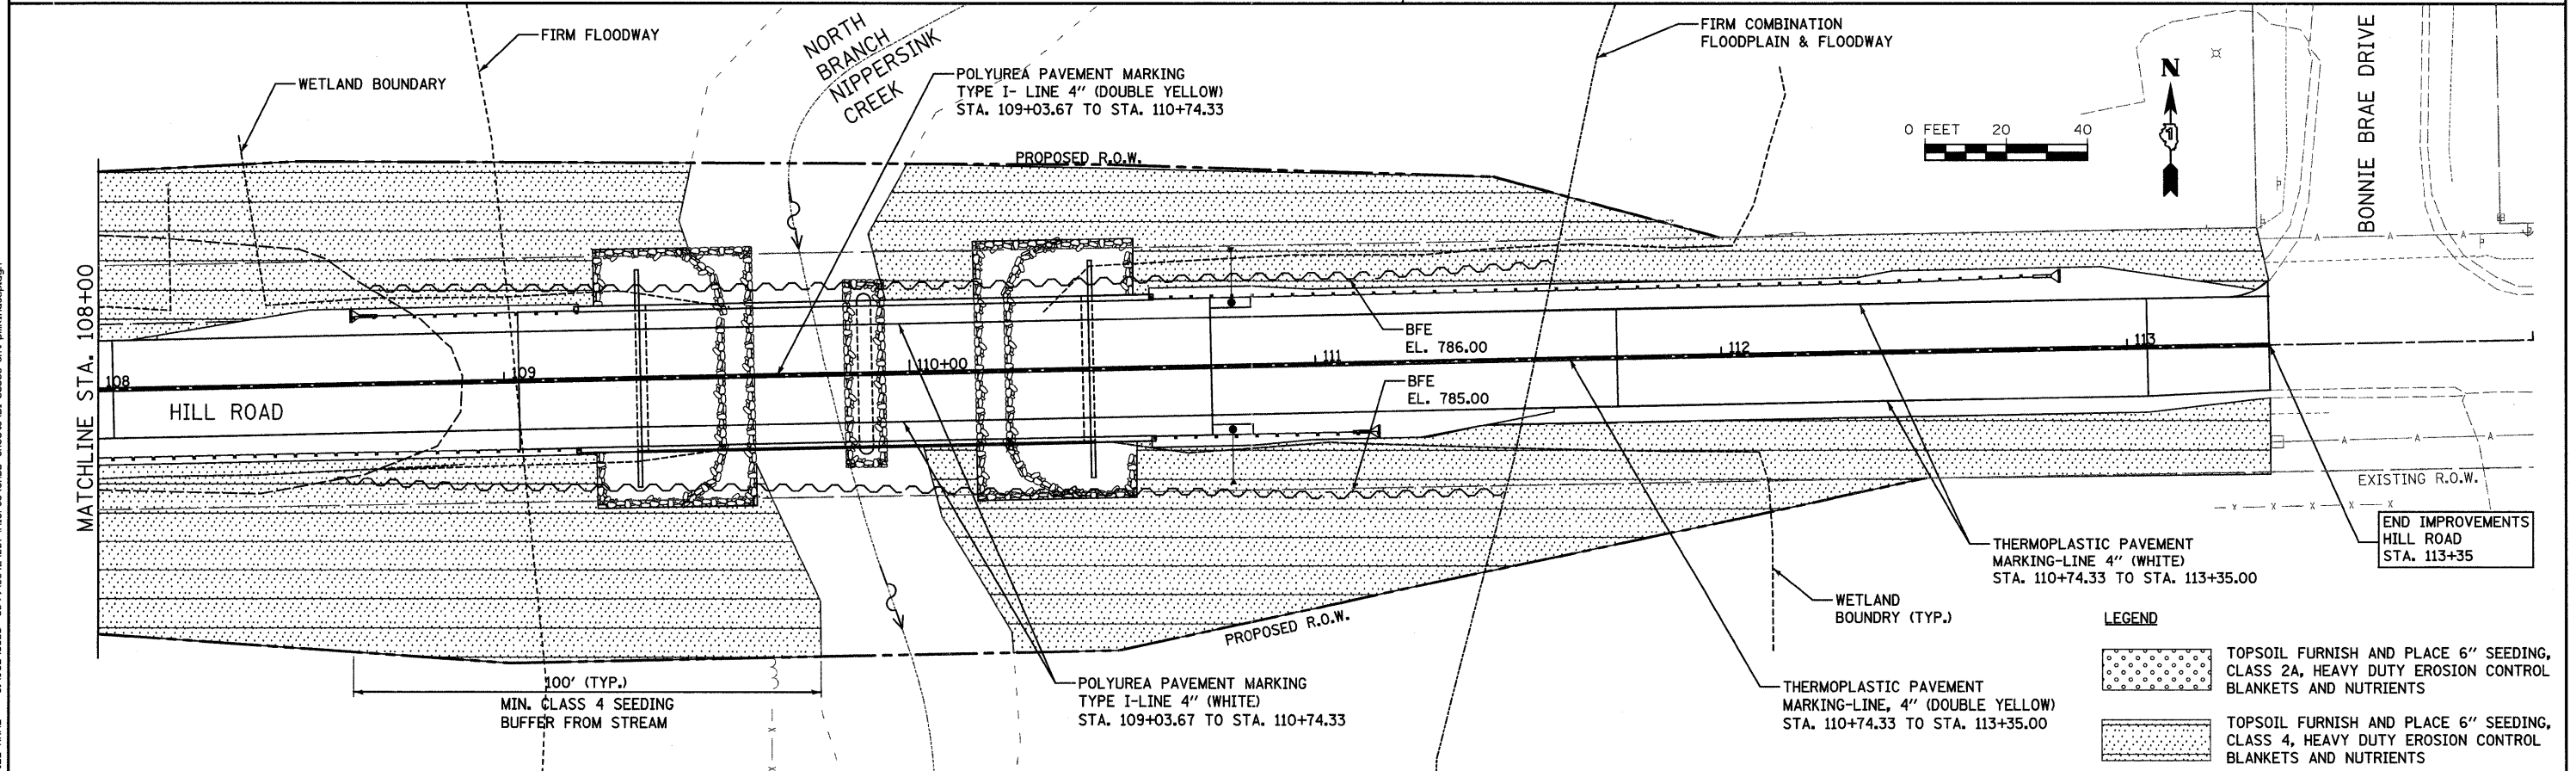 FIRM FLOODWAY
WETLAND BOUNDARY
NORTH
BRANCH
NIPPERSINK
CREEK
POLYUREA PAVEMENT MARKING
TYPE I- LINE 4" (DOUBLE YELLOW)
STA. 109+03.67 TO STA. 110+74.33
FIRM COMBINATION
FLOODPLAIN & FLOODWAY
N
0 FEET 20 40
BONNIE BRAE DRIVE
PROPOSED R.O.W.
MATCHLINE STA. 108+00
BFE
EL. 786.00
108
109
110+00
111
112
113
HILL ROAD
BFE
EL. 785.00
A A A
A A A
EXISTING R.O.W.
X X X X X
END IMPROVEMENTS
HILL ROAD
STA. 113+35
THERMOPLASTIC PAVEMENT
MARKING-LINE 4" (WHITE)
STA. 110+74.33 TO STA. 113+35.00
WETLAND
BOUNDRY (TYP.)
PROPOSED R.O.W.
100' (TYP.)
MIN. CLASS 4 SEEDING
BUFFER FROM STREAM
X
X
POLYUREA PAVEMENT MARKING
TYPE I-LINE 4" (WHITE)
STA. 109+03.67 TO STA. 110+74.33
THERMOPLASTIC PAVEMENT
MARKING-LINE, 4" (DOUBLE YELLOW)
STA. 110+74.33 TO STA. 113+35.00
LEGEND
TOPSOIL FURNISH AND PLACE 6" SEEDING,
CLASS 2A, HEAVY DUTY EROSION CONTROL
BLANKETS AND NUTRIENTS
TOPSOIL FURNISH AND PLACE 6" SEEDING,
CLASS 4, HEAVY DUTY EROSION CONTROL
BLANKETS AND NUTRIENTS